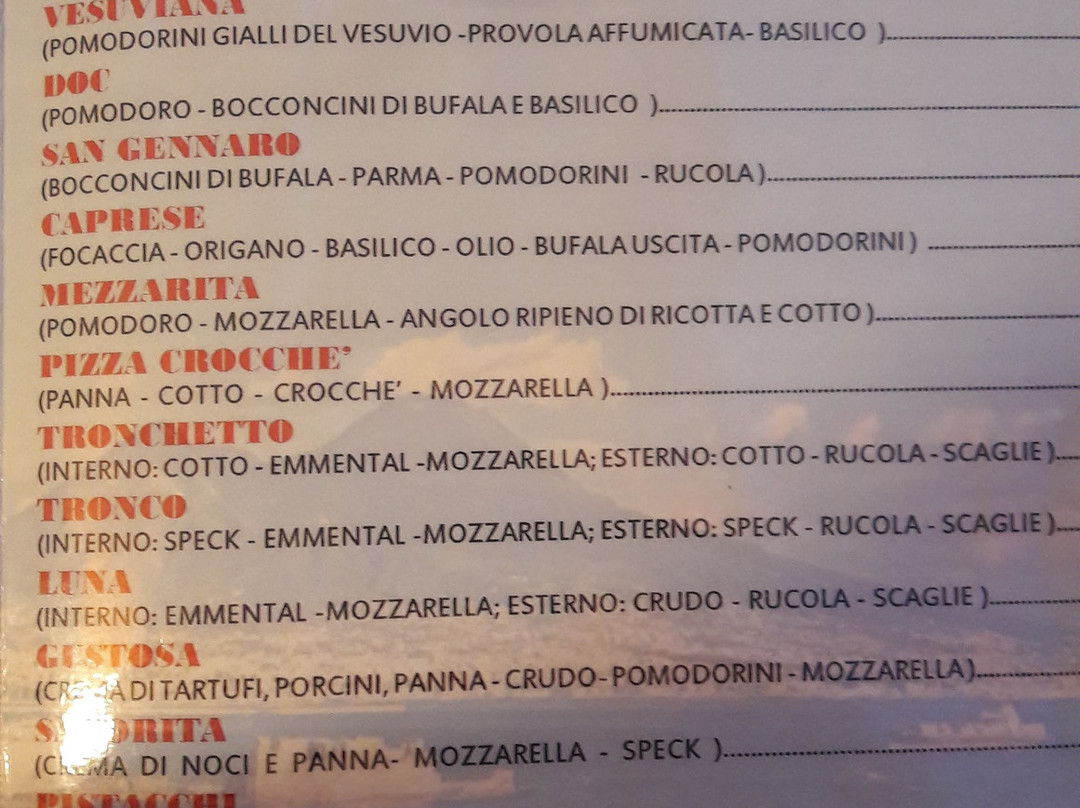 VESUVIANA
(POMODORINI GIALLI DEL VESUVIO -PROVOLA AFFUMICATA- BASILICO )
DOC
(POMODORO - BOCCONCINI DI BUFALA E BASILICO )
SAN GENNARO
(BOCCONCINI DI BUFALA - PARMA - POMODORINI - RUCOLA )
CAPRESE
(FOCACCIA - ORIGANO - BASILICO - OLIO - BUFALA USCITA - POMODORINI )
MEZZARITA
(POMODORO - MOZZARELLA - ANGOLO RIPIENO DI RICOTTA E COTTO )
PIZZA CROCCHE'
(PANNA - COTTO - CROCCHE' - MOZZARELLA )
TRONCHETTO
(INTERNO: COTTO - EMMENTAL -MOZZARELLA; ESTERNO: COTTO - RUCOLA - SCAGLIE )
TRONCO
(INTERNO: SPECK - EMMENTAL -MOZZARELLA; ESTERNO: SPECK - RUCOLA - SCAGLIE )
LUNA
(INTERNO: EMMENTAL -MOZZARELLA; ESTERNO: CRUDO - RUCOLA - SCAGLIE )
GUSTOSA
(CREMA DI TARTUFI, PORCINI, PANNA - CRUDO- POMODORINI - MOZZARELLA )
(CREMA DI NOCI E PANNA- MOZZARELLA - SPECK )
PISTACCHI